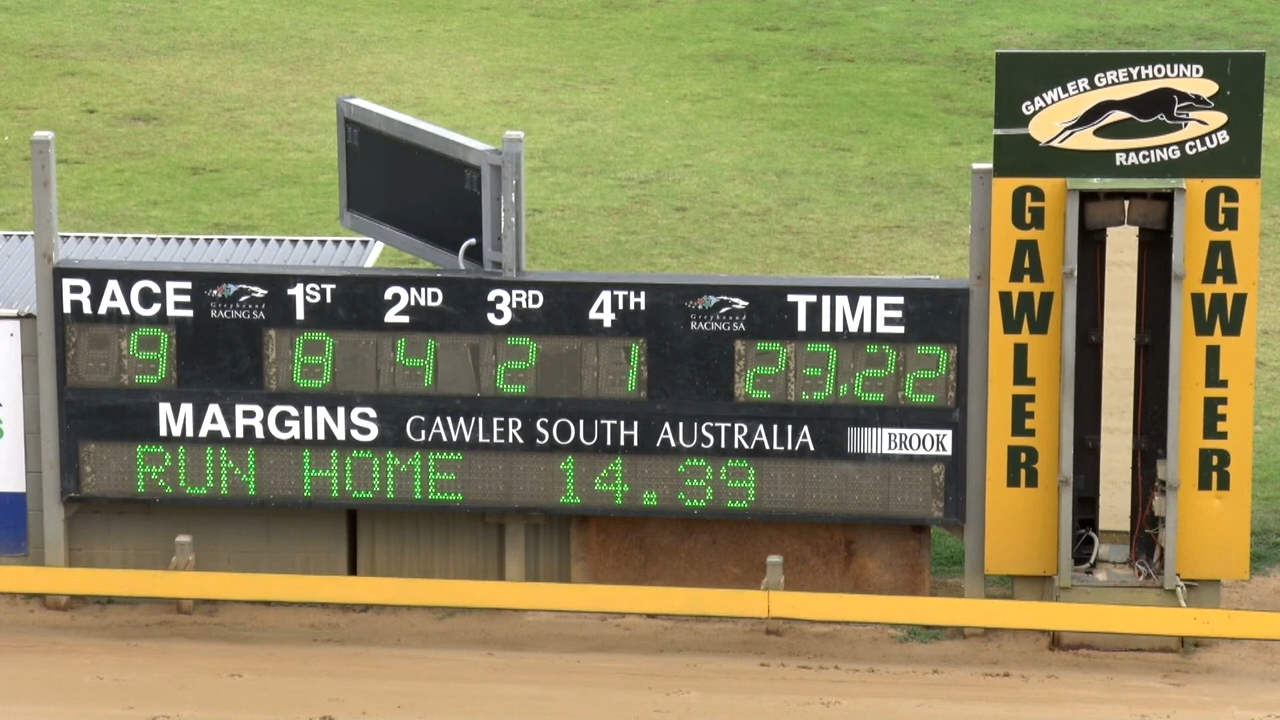 GAWLER GREYHOUND
RACING CLUB
RACE
Greyhound
RACING SA
1ST
2ND
3RD
4TH
Greyhound
RACING SA
TIME
9
8
4
2
1
23.22
MARGINS
GAWLER SOUTH AUSTRALIA
BROOK
RUN HOME 14.39
GAWLER
GAWLER